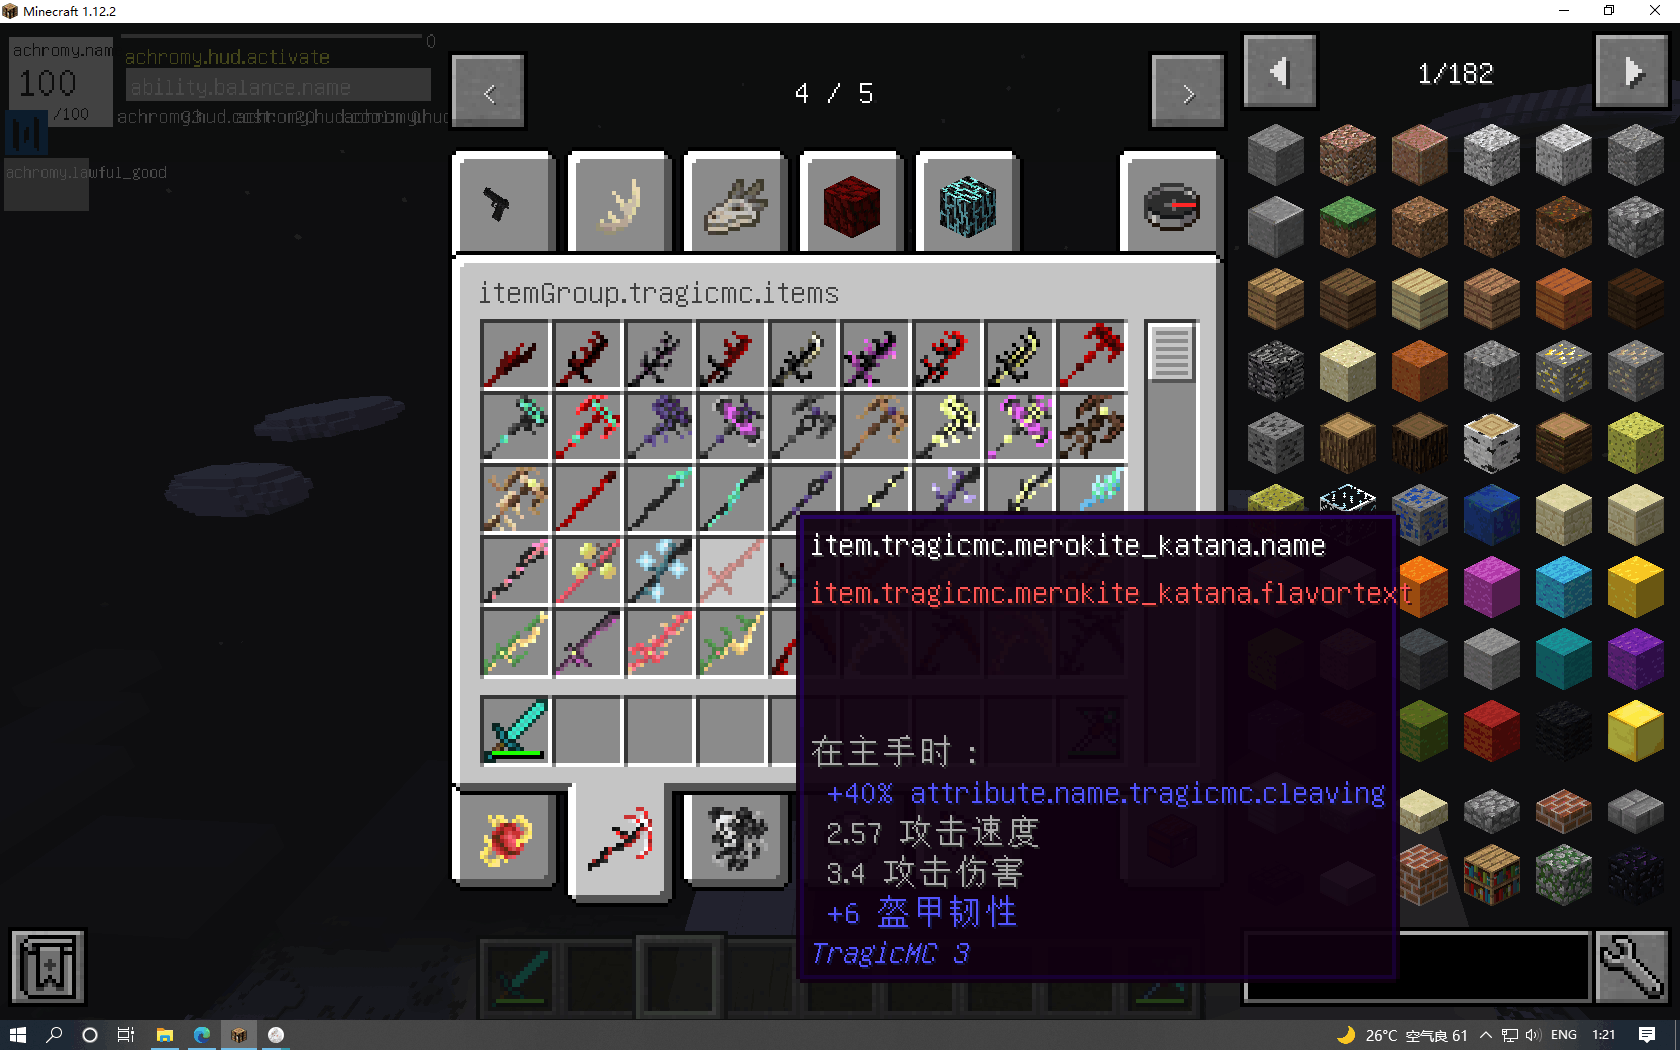 Minecraft 1.12.2
achromy.nam
100
/100
0
achromy.hud.activate
ability.balance.name
achromy.lawful_good
<
4 / 5
>
1/182
itemGroup.tragicmc.items
item.tragicmc.merokite_katana.name
item.tragicmc.merokite_katana.flavortext
在主手时：
+40% attribute.name.tragicmc.cleaving
2.57 攻击速度
3.4 攻击伤害
+6 盔甲韧性
TragicMC 3
26°C 空气良 61
ENG
1:21